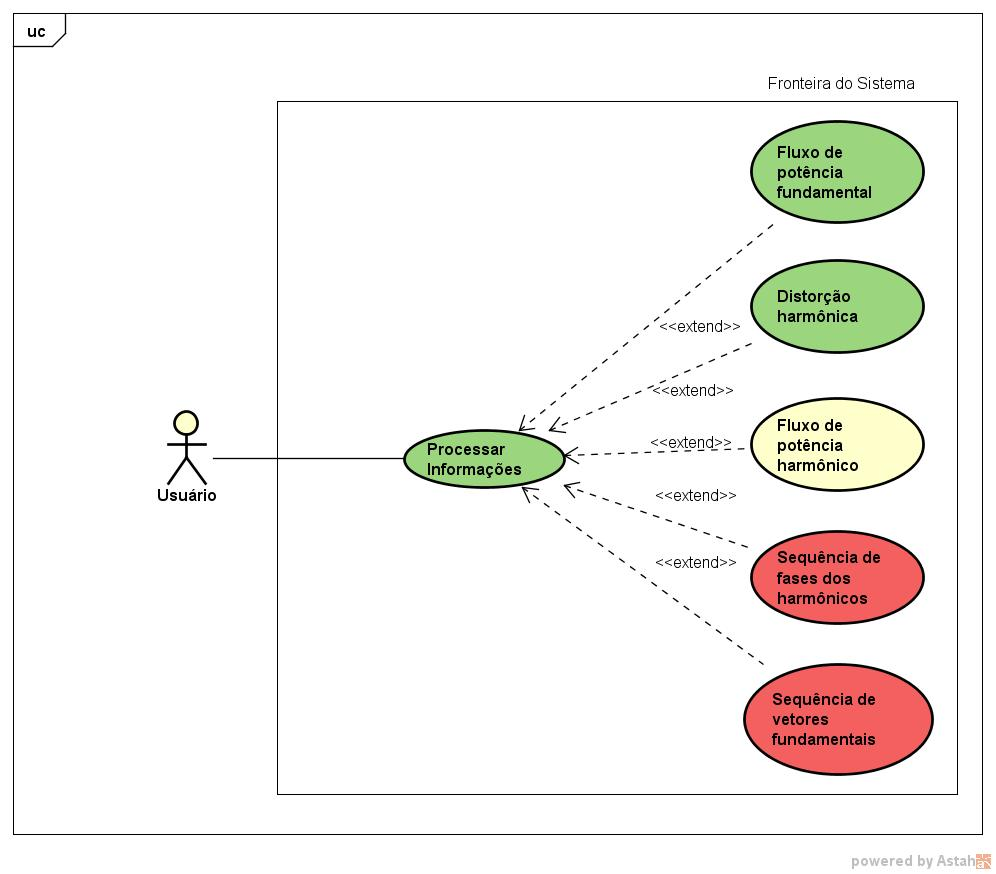 uc
Fronteira do Sistema
Fluxo de
potência
fundamental
Distorção
harmônica
<<extend>>
<<extend>>
Fluxo de
potência
harmônico
<<extend>>
Processar
Informações
<<extend>>
Usuário
Sequência de
fases dos
harmônicos
<<extend>>
Sequência de
vetores
fundamentais
powered by Astah